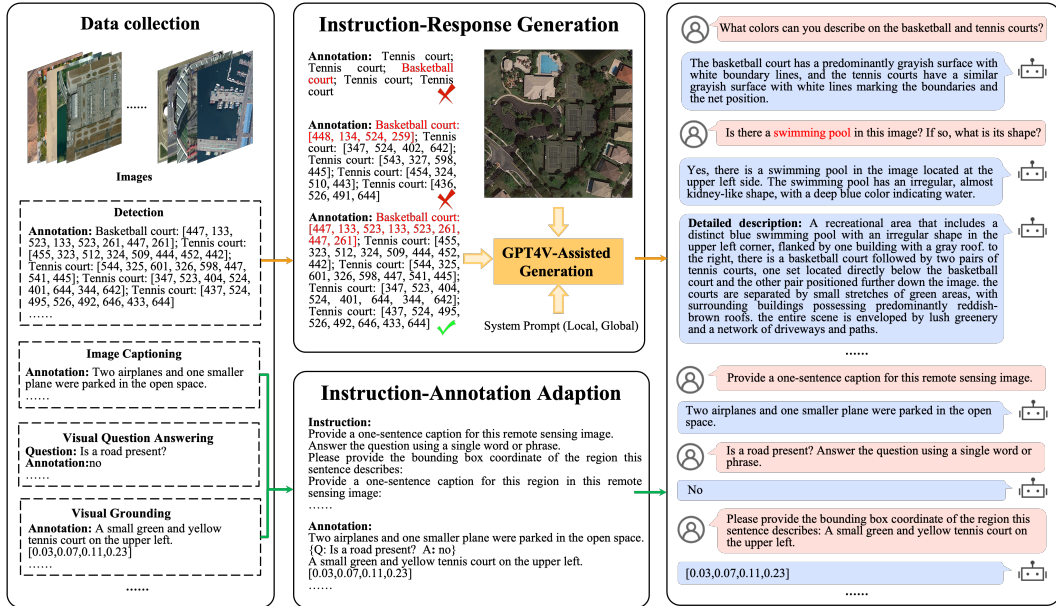 Data collection
......
Images
Detection
Annotation: Basketball court: [447, 133,
523, 133, 523, 261, 447, 261]; Tennis court:
[455, 323, 512, 324, 509, 444, 452, 442];
Tennis court: [544, 325, 601, 326, 598, 447,
541, 445]; Tennis court: [347, 523, 404, 524,
401, 644, 344, 642]; Tennis court: [437, 524,
495, 526, 492, 646, 433, 644]
......
Image Captioning
Annotation: Two airplanes and one smaller
plane were parked in the open space.
......
Visual Question Answering
Question: Is a road present?
Annotation:no
......
Visual Grounding
Annotation: A small green and yellow
tennis court on the upper left.
[0.03,0.07,0.11,0.23]
......
......
Instruction-Response Generation
Annotation: Tennis court;
Tennis court; Basketball
court; Tennis court; Tennis
court
Annotation: Basketball court:
[448, 134, 524, 259]; Tennis
court: [347, 524, 402, 642];
Tennis court: [543, 327, 598,
445]; Tennis court: [454, 324,
510, 443]; Tennis court: [436,
526, 491, 644]
Annotation: Basketball court:
[447, 133, 523, 133, 523, 261,
447, 261]; Tennis court: [455,
323, 512, 324, 509, 444, 452,
442]; Tennis court: [544, 325,
601, 326, 598, 447, 541, 445];
Tennis court: [347, 523, 404,
524, 401, 644, 344, 642];
Tennis court: [437, 524, 495,
526, 492, 646, 433, 644]
GPT4V-Assisted
Generation
System Prompt (Local, Global)
Instruction-Annotation Adaption
Instruction:
Provide a one-sentence caption for this remote sensing image.
Answer the question using a single word or phrase.
Please provide the bounding box coordinate of the region this
sentence describes:
Provide a one-sentence caption for this region in this remote
sensing image:
......
Annotation:
Two airplanes and one smaller plane were parked in the open space.
{Q: Is a road present? A: no}
A small green and yellow tennis court on the upper left.
[0.03,0.07,0.11,0.23]
......
What colors can you describe on the basketball and tennis courts?
The basketball court has a predominantly grayish surface with
white boundary lines, and the tennis courts have a similar
grayish surface with white lines marking the boundaries and
the net position.
Is there a swimming pool in this image? If so, what is its shape?
Yes, there is a swimming pool in the image located at the
upper left side. The swimming pool has an irregular, almost
kidney-like shape, with a deep blue color indicating water.
Detailed description: A recreational area that includes a
distinct blue swimming pool with an irregular shape in the
upper left corner, flanked by one building with a gray roof. to
the right, there is a basketball court followed by two pairs of
tennis courts, one set located directly below the basketball
court and the other pair positioned further down the image. the
courts are separated by small stretches of green areas, with
surrounding buildings possessing predominantly reddish-
brown roofs. the entire scene is enveloped by lush greenery
and a network of driveways and paths.
......
Provide a one-sentence caption for this remote sensing image.
Two airplanes and one smaller plane were parked in the open
space.
Is a road present? Answer the question using a single word or
phrase.
No
Please provide the bounding box coordinate of the region this
sentence describes: A small green and yellow tennis court on
the upper left.
[0.03,0.07,0.11,0.23]
......